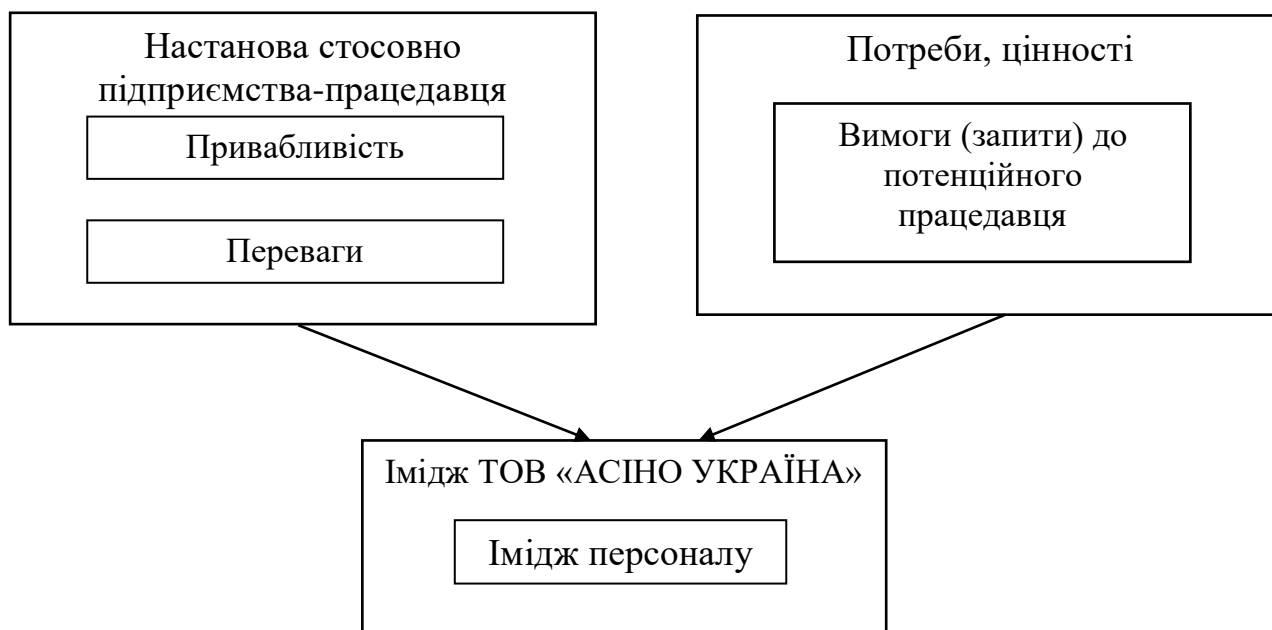 Настанова стосовно
підприємства-працедавця
Привабливість
Переваги
Потреби, цінності
Вимоги (запити) до
потенційного
працедавця
Імідж ТОВ «АСІНО УКРАЇНА»
Імідж персоналу